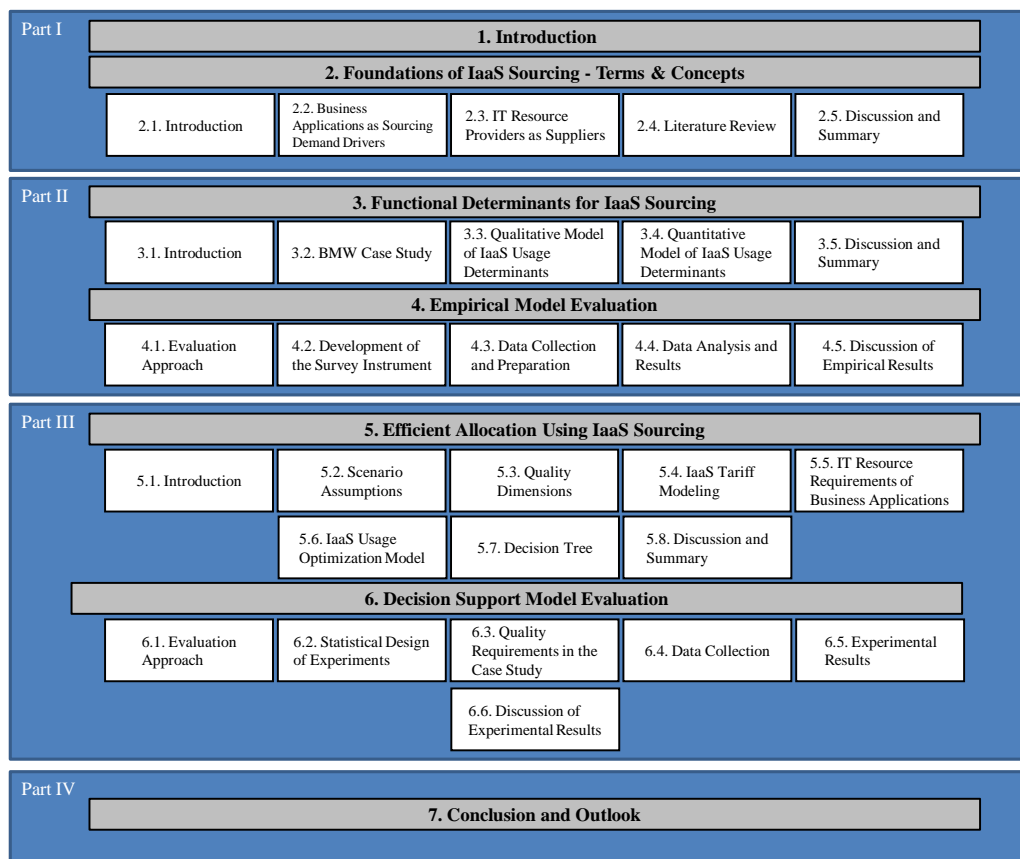 Part I
1. Introduction
2. Foundations of IaaS Sourcing - Terms & Concepts
2.1. Introduction
2.2. Business
Applications as Sourcing
Demand Drivers
2.3. IT Resource
Providers as Suppliers
2.4. Literature Review
2.5. Discussion and
Summary
Part II
3. Functional Determinants for IaaS Sourcing
3.1. Introduction
3.2. BMW Case Study
3.3. Qualitative Model
of IaaS Usage
Determinants
3.4. Quantitative
Model of IaaS Usage
Determinants
3.5. Discussion and
Summary
4. Empirical Model Evaluation
4.1. Evaluation
Approach
4.2. Development of
the Survey Instrument
4.3. Data Collection
and Preparation
4.4. Data Analysis and
Results
4.5. Discussion of
Empirical Results
Part III
5. Efficient Allocation Using IaaS Sourcing
5.1. Introduction
5.2. Scenario
Assumptions
5.3. Quality
Dimensions
5.4. IaaS Tariff
Modeling
5.5. IT Resource
Requirements of
Business Applications
5.6. IaaS Usage
Optimization Model
5.7. Decision Tree
5.8. Discussion and
Summary
6. Decision Support Model Evaluation
6.1. Evaluation
Approach
6.2. Statistical Design
of Experiments
6.3. Quality
Requirements in the
Case Study
6.4. Data Collection
6.5. Experimental
Results
6.6. Discussion of
Experimental Results
Part IV
7. Conclusion and Outlook